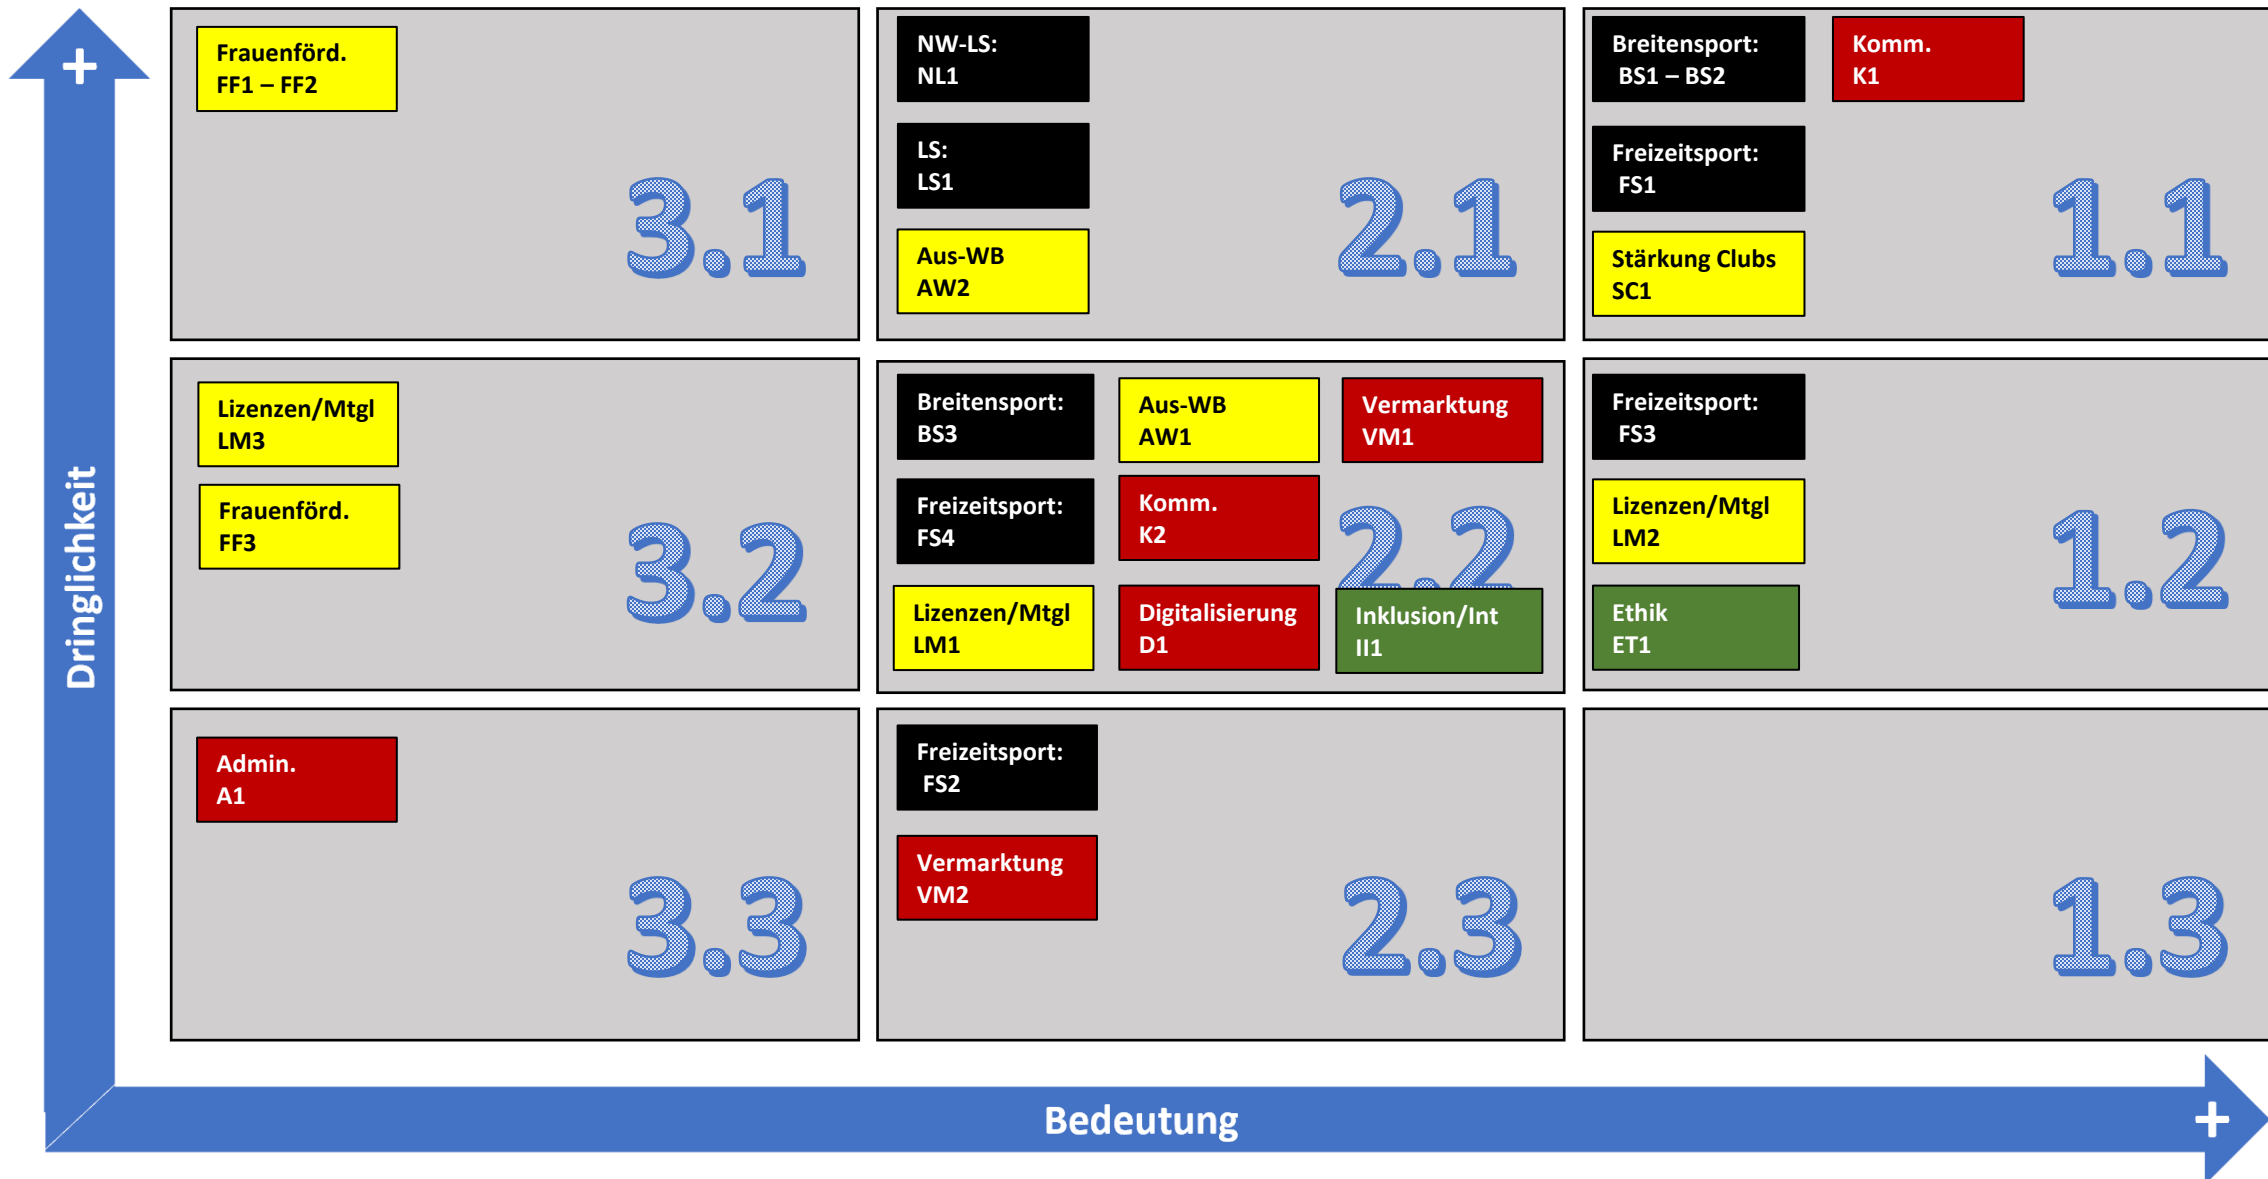 +
Dringlichkeit
Frauenförd.
FF1 – FF2
3.1
NW-LS:
NL1
LS:
LS1
Aus-WB
AW2
2.1
Breitensport:
BS1 – BS2
Komm.
K1
Freizeitsport:
FS1
Stärkung Clubs
SC1
1.1
Lizenzen/Mtgl
LM3
Frauenförd.
FF3
3.2
Breitensport:
BS3
Aus-WB
AW1
Vermarktung
VM1
Freizeitsport:
FS4
Komm.
K2
2.2
Lizenzen/Mtgl
LM1
Digitalisierung
D1
Inklusion/Int
II1
Freizeitsport:
FS3
Lizenzen/Mtgl
LM2
Ethik
ET1
1.2
Admin.
A1
3.3
Freizeitsport:
FS2
Vermarktung
VM2
2.3
1.3
Bedeutung
+